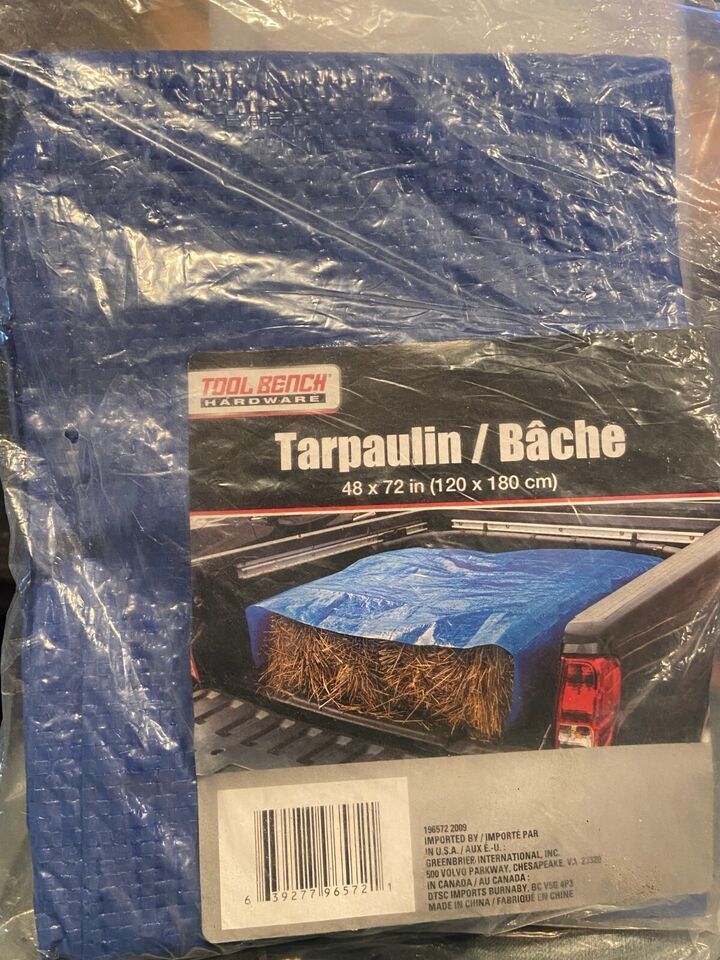 TOOL BENCH
HARDWARE
Tarpaulin / Bâche
48 x 72 in (120 x 180 cm)
196572 2009
IMPORTED BY / IMPORTÉ PAR
IN U.S.A. / AUX É.-U. :
GREENBRIER INTERNATIONAL, INC.
500 VOLVO PARKWAY, CHESAPEAKE, VA 23320
IN CANADA / AU CANADA :
DTSC IMPORTS BURNABY, BC V5G 4P3
MADE IN CHINA / FABRIQUÉ EN CHINE
6 39277 96572 1